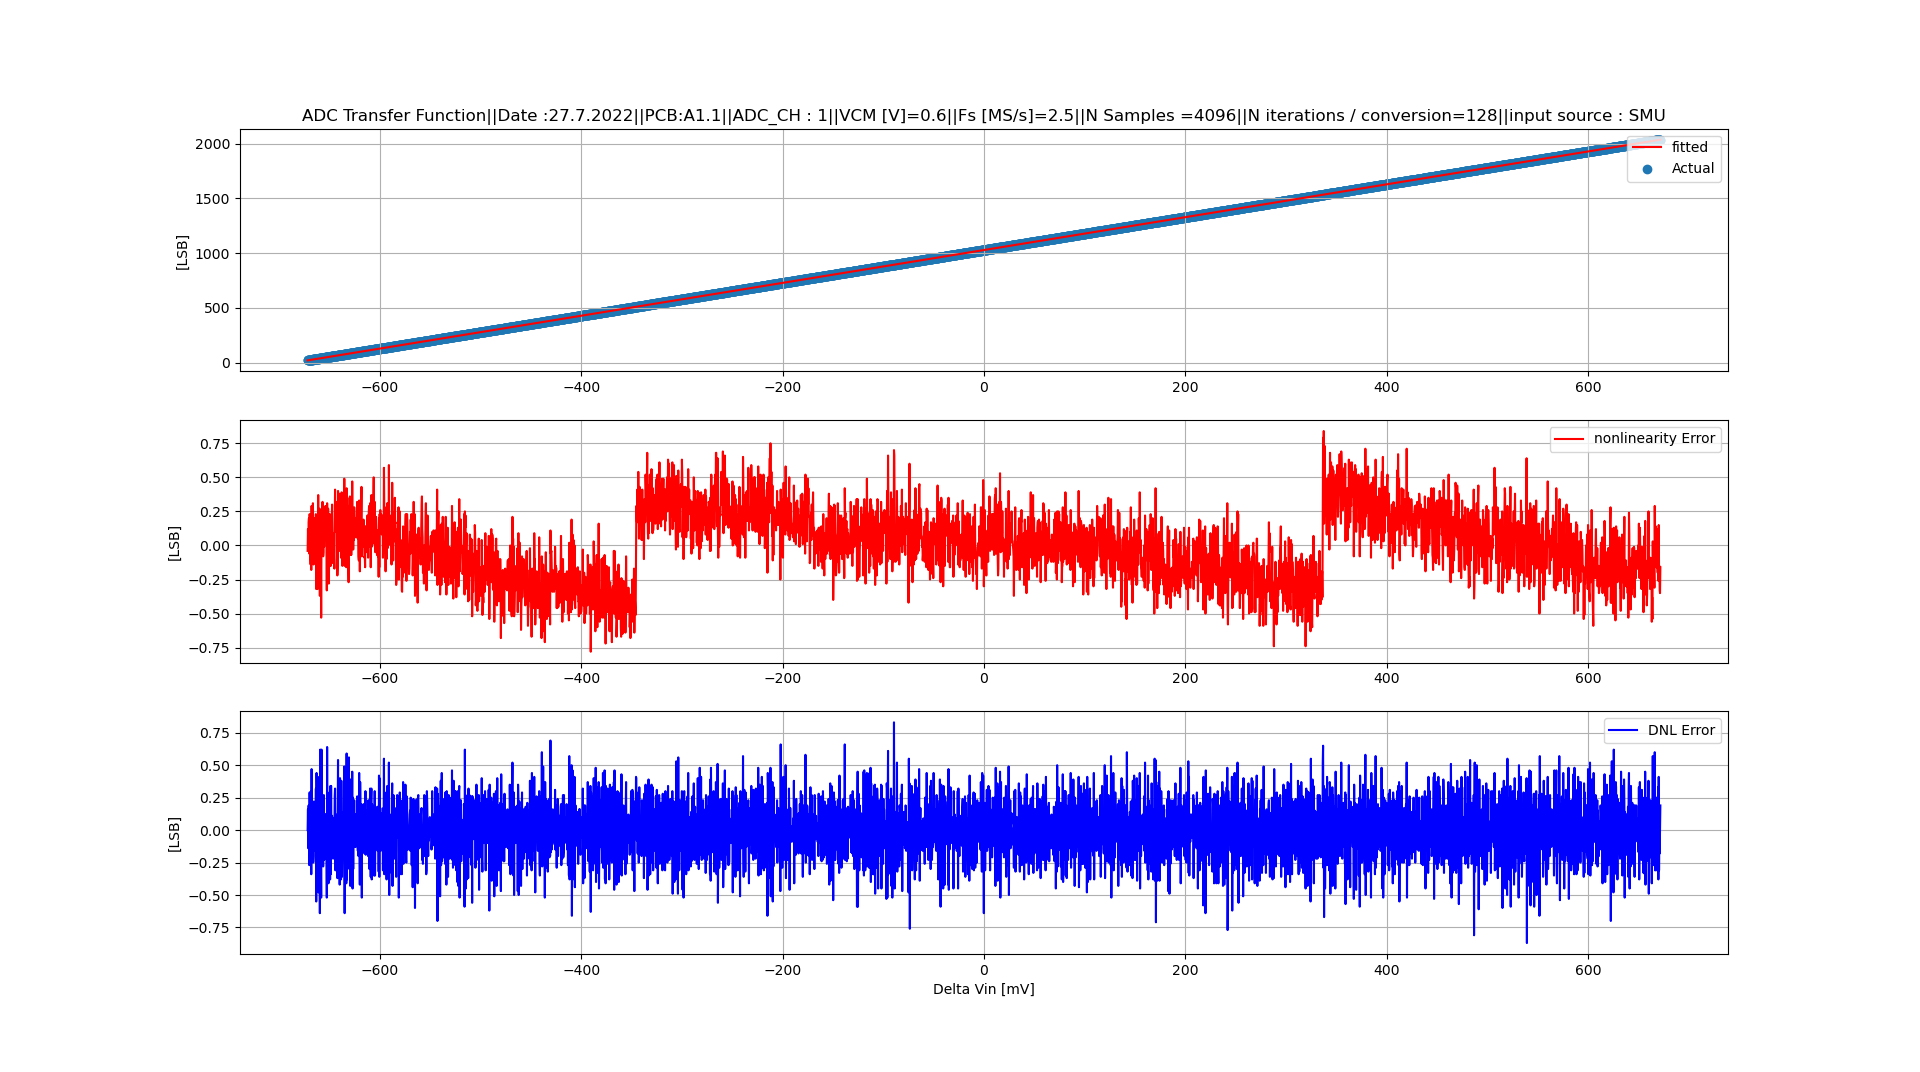 ADC Transfer Function||Date :27.7.2022||PCB:A1.1||ADC_CH : 1||VCM [V]=0.6||Fs [MS/s]=2.5||N Samples =4096||N iterations / conversion=128||input source : SMU
2000
1500
1000
500
0
[LSB]
fitted
Actual
−600 −400 −200 0 200 400 600
0.75
0.50
0.25
0.00
−0.25
−0.50
−0.75
[LSB]
nonlinearity Error
−600 −400 −200 0 200 400 600
0.75
0.50
0.25
0.00
−0.25
−0.50
−0.75
[LSB]
DNL Error
−600 −400 −200 0 200 400 600
Delta Vin [mV]